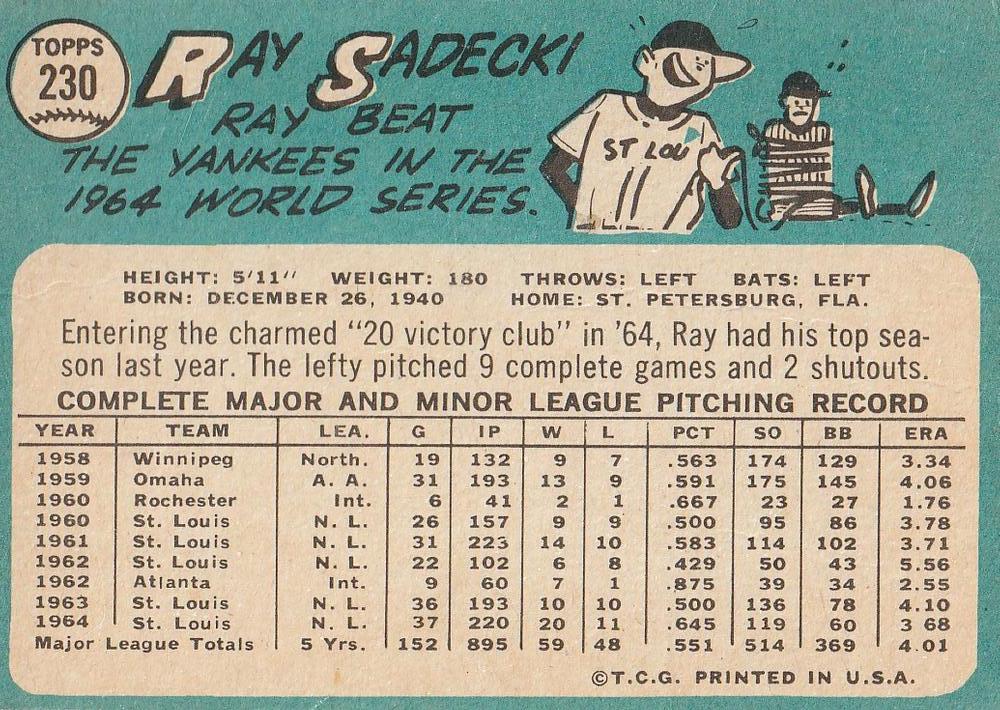 TOPPS
230
RAY SADECKI
RAY BEAT
THE YANKEES IN THE
1964 WORLD SERIES.
ST LOU
HEIGHT: 5'11" WEIGHT: 180 THROWS: LEFT BATS: LEFT
BORN: DECEMBER 26, 1940 HOME: ST. PETERSBURG, FLA.
Entering the charmed "20 victory club" in '64, Ray had his top sea-
son last year. The lefty pitched 9 complete games and 2 shutouts.
COMPLETE MAJOR AND MINOR LEAGUE PITCHING RECORD
YEAR TEAM LEA. G IP W L PCT SO BB ERA
1958 Winnipeg North. 19 132 9 7 .563 174 129 3.34
1959 Omaha A. A. 31 193 13 9 .591 175 145 4.06
1960 Rochester Int. 6 41 2 1 .667 23 27 1.76
1960 St. Louis N. L. 26 157 9 9 .500 95 86 3.78
1961 St. Louis N. L. 31 223 14 10 .583 114 102 3.71
1962 St. Louis N. L. 22 102 6 8 .429 50 43 5.56
1962 Atlanta Int. 9 60 7 1 .875 39 34 2.55
1963 St. Louis N. L. 36 193 10 10 .500 136 78 4.10
1964 St. Louis N. L. 37 220 20 11 .645 119 60 3 68
Major League Totals 5 Yrs. 152 895 59 48 .551 514 369 4.01
©T.C.G. PRINTED IN U.S.A.